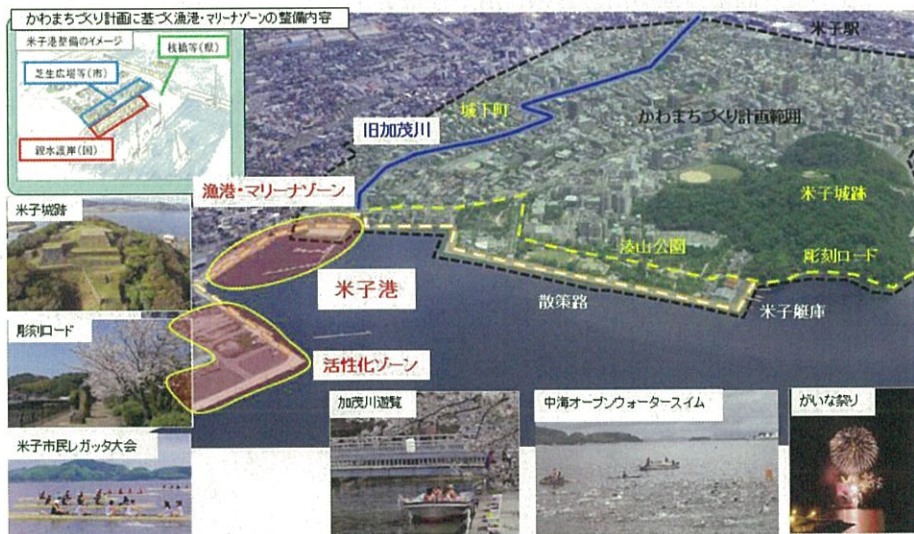 かわまちづくり計画に基づく漁港・マリーナゾーンの整備内容
米子港整備のイメージ
桟橋等(県)
芝生広場等(市)
親水護岸(国)
米子駅
城下町
旧加茂川
かわまちづくり計画範囲
漁港・マリーナゾーン
米子城跡
米子城跡
湊山公園
彫刻ロード
米子港
散策路
米子艇庫
彫刻ロード
活性化ゾーン
加茂川遊覧
中海オープンウォータースイム
がいな祭り
米子市民レガッタ大会